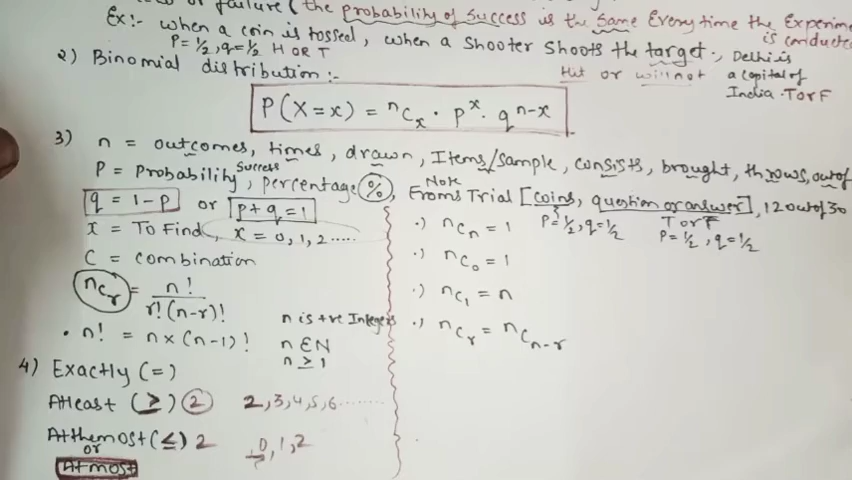 or failure (the probability of success is the same Every time the Experime
is conducted
Ex:- when a coin is tossed, when a shooter shoots the target., Delhi is
P=½, q=½ H OR T
Hit or will not a capital of
India. T or F
2) Binomial distribution :-
P(X=x) = ⁿCₓ . pˣ. qⁿ⁻ˣ
3) n = outcomes, times, drawn, Items/sample, consists, brought, throws, out of
P = Probability Success, percentage (%), From Trial [coins, question or answer], 12 out of 30
Note
q = 1-p or p+q=1
P=½, q=½ T or F
P=½, q=½
x = To Find x = 0,1,2.....
C = combination
.) nCn = 1
.) nC0 = 1
.) nC1 = n
.) nCr = nCn-r
nCr = n! / r!(n-r)!
. n! = n×(n-1)!
n is +ve Integers
n ∈ N
n ≥ 1
4) Exactly (=)
Atleast (≥) 2 2,3,4,5,6........
At the most (≤) 2 0,1,2
or
At most